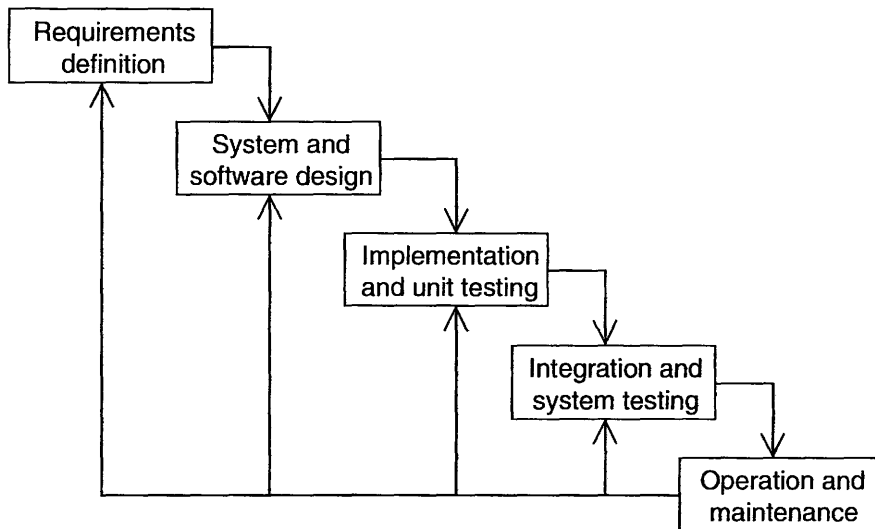 Requirements
definition
System and
software design
Implementation
and unit testing
Integration and
system testing
Operation and
maintenance